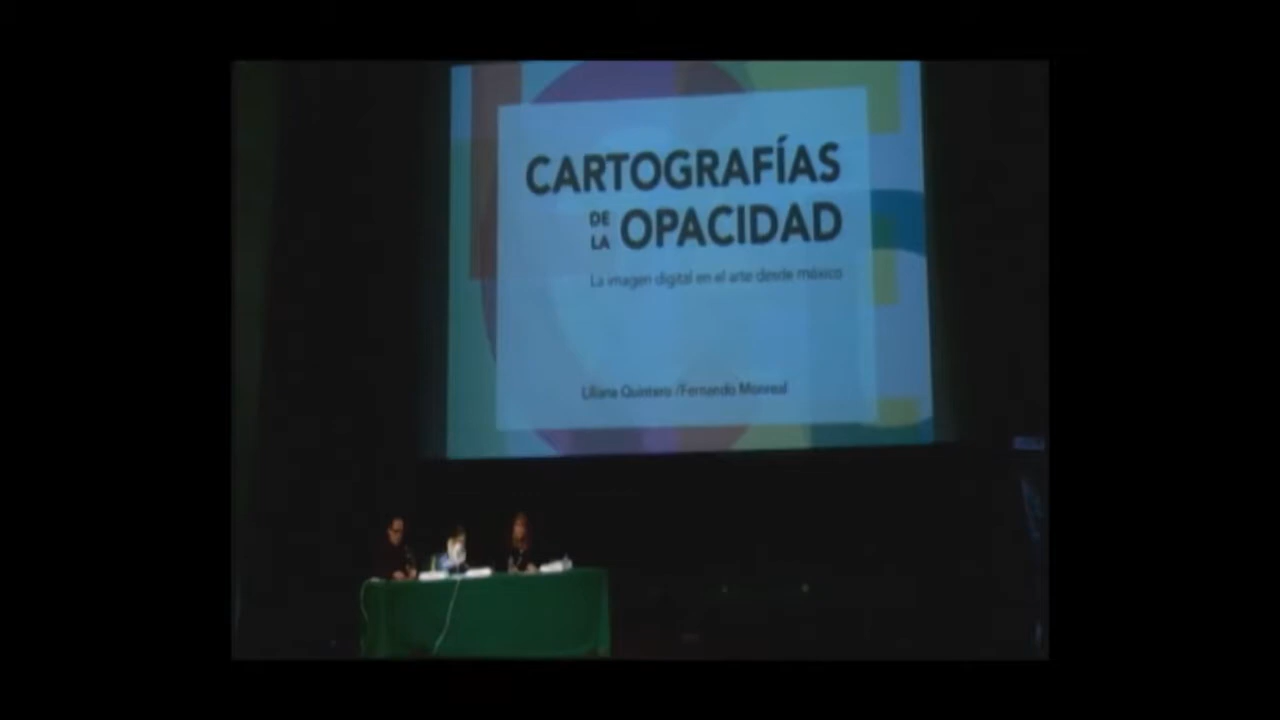 CARTOGRAFÍAS
DE LA OPACIDAD
La imagen digital en el arte desde méxico
Liliana Quintero /Fernando Monreal